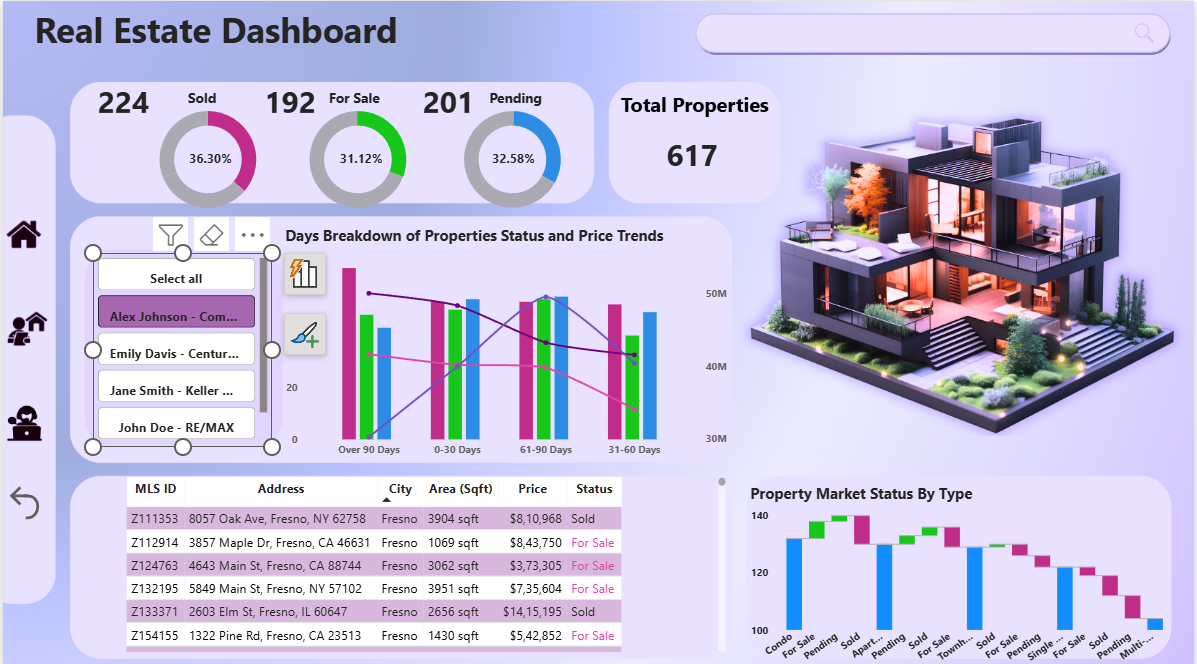 Real Estate Dashboard
224 Sold 192 For Sale 201 Pending
36.30% 31.12% 32.58%
Total Properties
617
Select all
Alex Johnson - Com...
Emily Davis - Centur...
Jane Smith - Keller ...
John Doe - RE/MAX
Days Breakdown of Properties Status and Price Trends
20
0
50M
40M
30M
Over 90 Days 0-30 Days 61-90 Days 31-60 Days
MLS ID Address City Area (Sqft) Price Status
Z111353 8057 Oak Ave, Fresno, NY 62758 Fresno 3904 sqft $8,10,968 Sold
Z112914 3857 Maple Dr, Fresno, CA 46631 Fresno 1069 sqft $8,43,750 For Sale
Z124763 4643 Main St, Fresno, CA 88744 Fresno 3062 sqft $3,73,305 For Sale
Z132195 5849 Main St, Fresno, NY 57102 Fresno 3951 sqft $7,35,604 For Sale
Z133371 2603 Elm St, Fresno, IL 60647 Fresno 2656 sqft $14,15,195 Sold
Z154155 1322 Pine Rd, Fresno, CA 23513 Fresno 1430 sqft $5,42,852 For Sale
Property Market Status By Type
140
120
100
Condo For Sale Pending Sold Apart... Pending Sold For Sale Townh... Sold For Sale Pending Single ... For Sale Sold Pending Multi-...